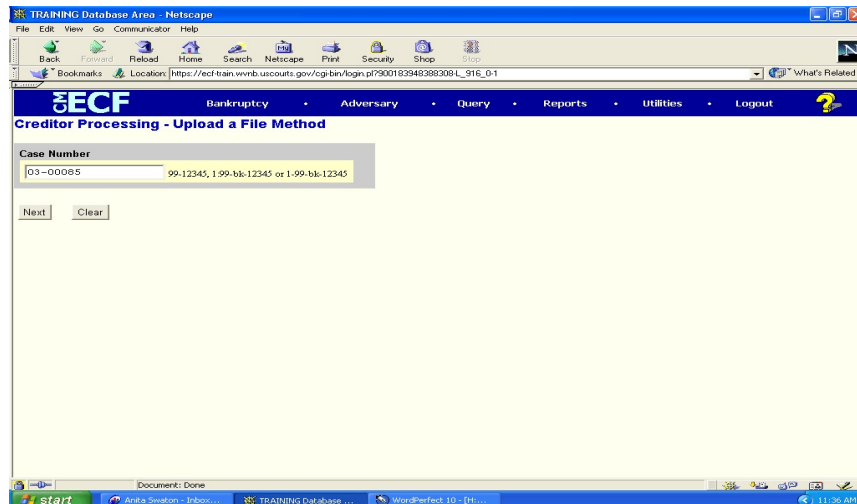 TRAINING Database Area - Netscape
File Edit View Go Communicator Help
Back Forward Reload Home Search Netscape Print Security Shop Stop
My
N
Bookmarks Location: https://ecf-train.wvnb.uscourts.gov/cgi-bin/login.pl?900183948388308-L_916_0-1 What's Related
CM ECF Bankruptcy • Adversary • Query • Reports • Utilities • Logout ?
Creditor Processing - Upload a File Method
Case Number
03-00085 99-12345, 1:99-bk-12345 or 1-99-bk-12345
Next Clear
Document: Done
start Anita Swaton - Inbox... TRAINING Database ... WordPerfect 10 - [H:... 11:36 AM